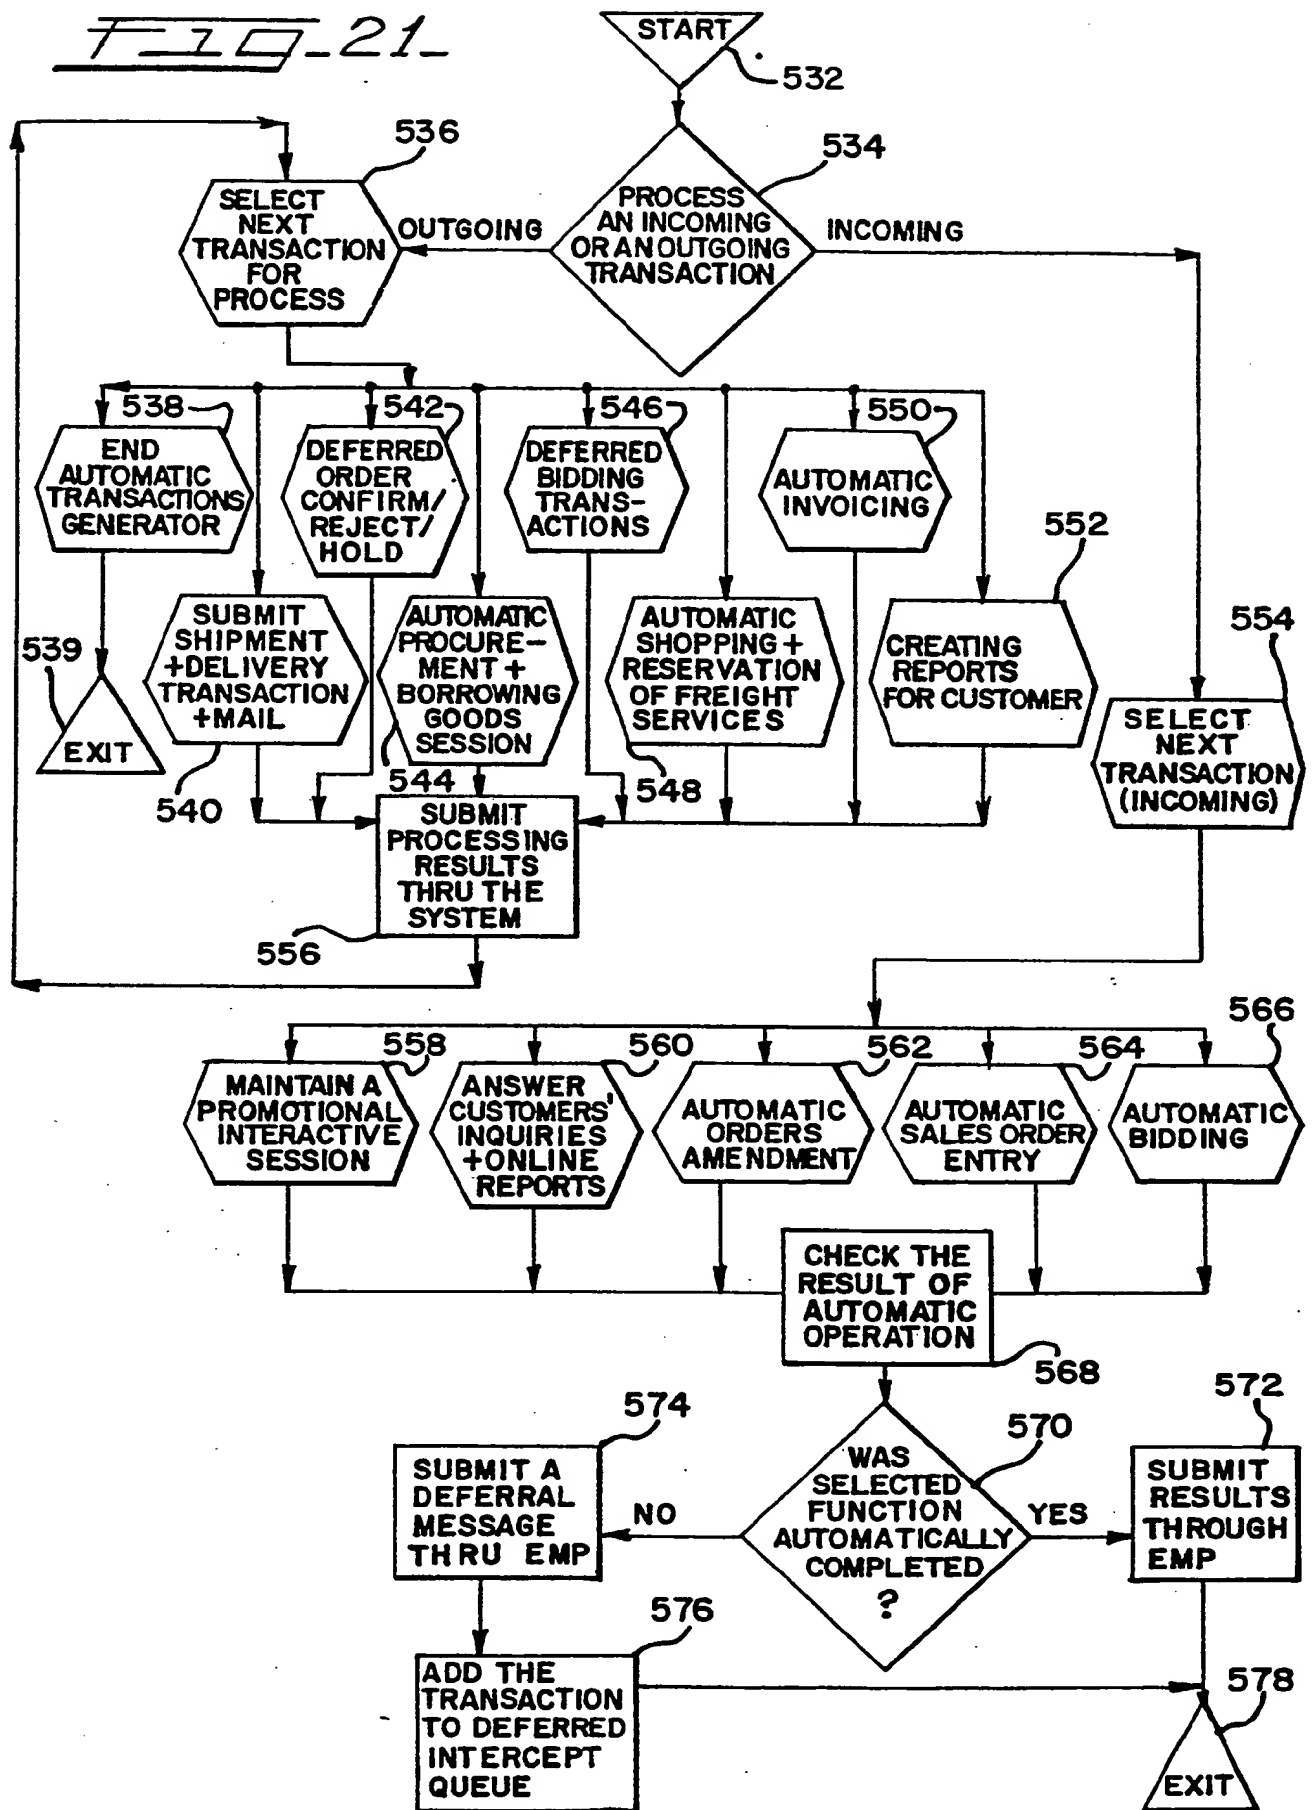 Fig_21_
START
532
534
PROCESS
AN INCOMING
OR AN OUTGOING
TRANSACTION
OUTGOING
INCOMING
536
SELECT
NEXT
TRANSACTION
FOR
PROCESS
538
END
AUTOMATIC
TRANSACTIONS
GENERATOR
542
DEFERRED
ORDER
CONFIRM/
REJECT/
HOLD
546
DEFERRED
BIDDING
TRANS-
ACTIONS
550
AUTOMATIC
INVOICING
552
539
EXIT
SUBMIT
SHIPMENT
+DELIVERY
TRANSACTION
+MAIL
540
AUTOMATIC
PROCURE-
MENT +
BORROWING
GOODS
SESSION
544
AUTOMATIC
SHOPPING +
RESERVATION
OF FREIGHT
SERVICES
548
CREATING
REPORTS
FOR CUSTOMER
554
SELECT
NEXT
TRANSACTION
(INCOMING)
SUBMIT
PROCESSING
RESULTS
THRU THE
SYSTEM
556
558
MAINTAIN A
PROMOTIONAL
INTERACTIVE
SESSION
560
ANSWER
CUSTOMERS'
INQUIRIES
+ONLINE
REPORTS
562
AUTOMATIC
ORDERS
AMENDMENT
564
AUTOMATIC
SALES ORDER
ENTRY
566
AUTOMATIC
BIDDING
CHECK THE
RESULT OF
AUTOMATIC
OPERATION
568
570
WAS
SELECTED
FUNCTION
AUTOMATICALLY
COMPLETED
?
NO
YES
574
SUBMIT A
DEFERRAL
MESSAGE
THRU EMP
572
SUBMIT
RESULTS
THROUGH
EMP
576
ADD THE
TRANSACTION
TO DEFERRED
INTERCEPT
QUEUE
578
EXIT